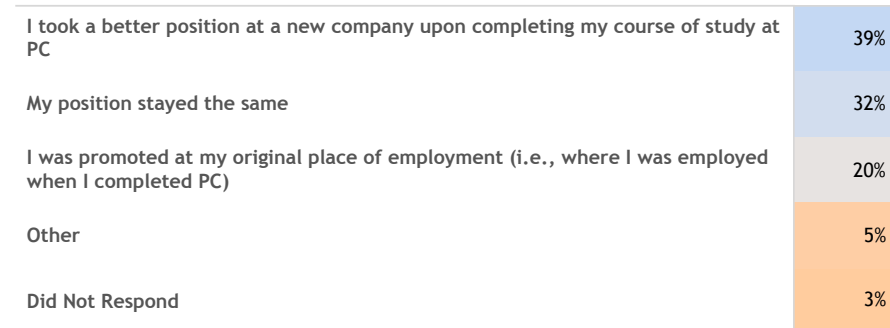 I took a better position at a new company upon completing my course of study at
PC
39%
My position stayed the same
32%
I was promoted at my original place of employment (i.e., where I was employed
when I completed PC)
20%
Other
5%
Did Not Respond
3%